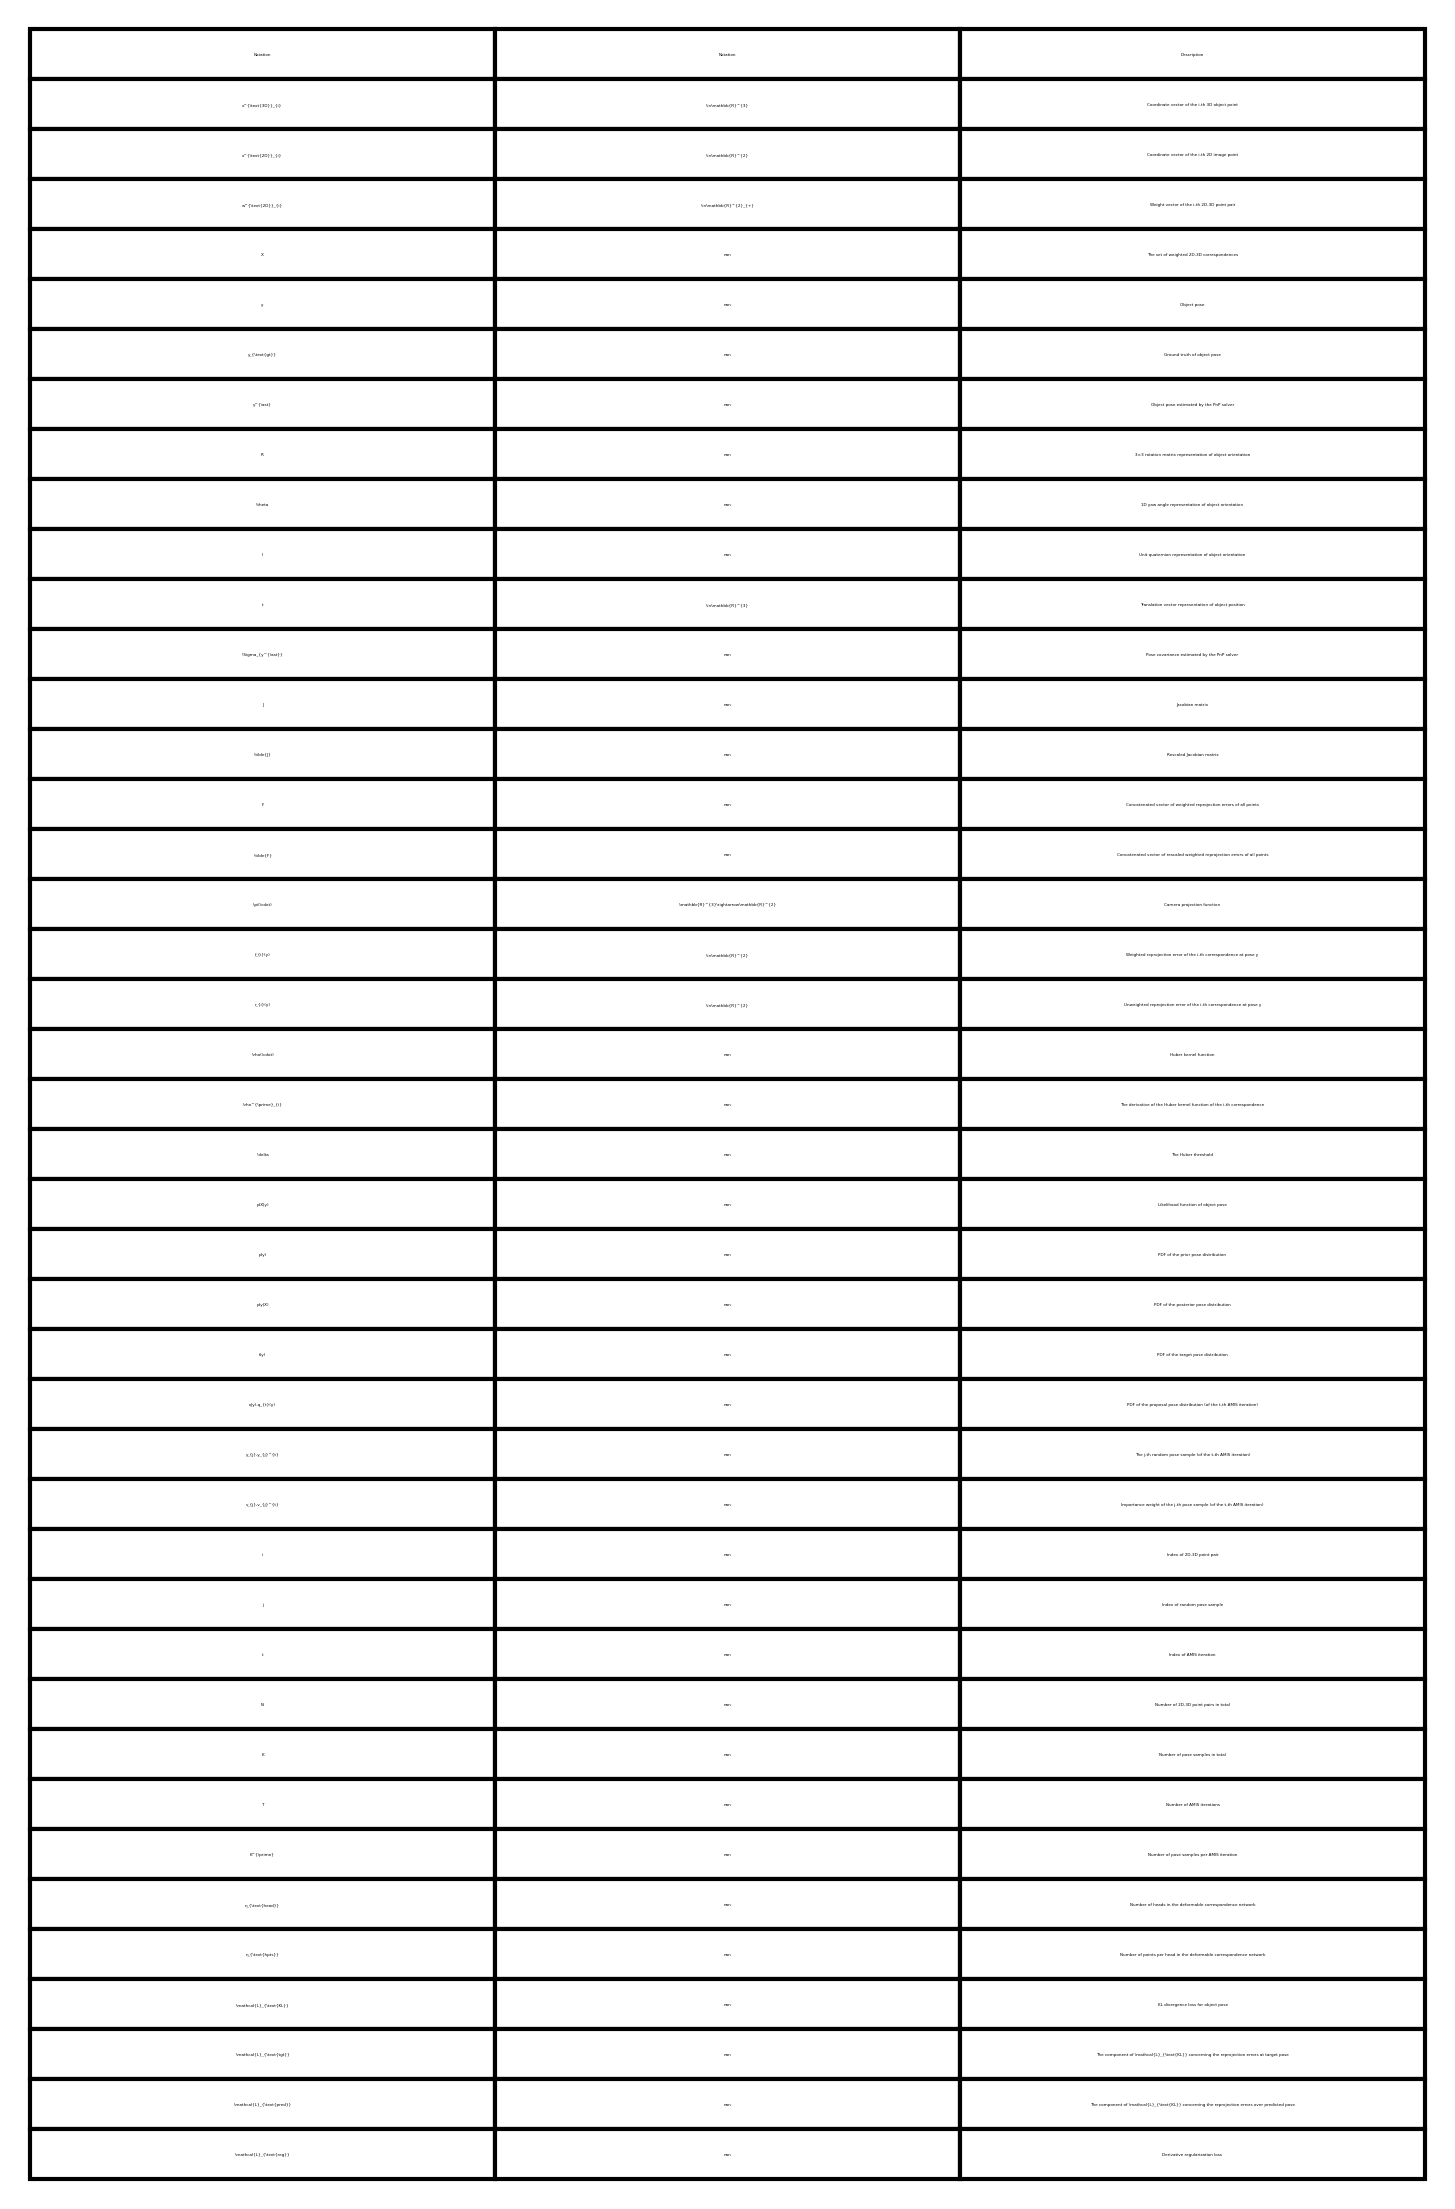 Notation Notation Description
x^{\text{3D}}_{i} \in\mathbb{R}^{3} Coordinate vector of the i-th 3D object point
x^{\text{2D}}_{i} \in\mathbb{R}^{2} Coordinate vector of the i-th 2D image point
w^{\text{2D}}_{i} \in\mathbb{R}^{2}_{+} Weight vector of the i-th 2D-3D point pair
X nan The set of weighted 2D-3D correspondences
y nan Object pose
y_{\text{gt}} nan Ground truth of object pose
y^{\ast} nan Object pose estimated by the PnP solver
R nan 3×3 rotation matrix representation of object orientation
\theta nan 1D yaw angle representation of object orientation
l nan Unit quaternion representation of object orientation
t \in\mathbb{R}^{3} Translation vector representation of object position
\Sigma_{y^{\ast}} nan Pose covariance estimated by the PnP solver
J nan Jacobian matrix
\tilde{J} nan Rescaled Jacobian matrix
F nan Concatenated vector of weighted reprojection errors of all points
\tilde{F} nan Concatenated vector of rescaled weighted reprojection errors of all points
\pi(\cdot) \mathbb{R}^{3}\rightarrow\mathbb{R}^{2} Camera projection function
f_{i}(y) \in\mathbb{R}^{2} Weighted reprojection error of the i-th correspondence at pose y
r_{i}(y) \in\mathbb{R}^{2} Unweighted reprojection error of the i-th correspondence at pose y
\rho(\cdot) nan Huber kernel function
\rho^{\prime}_{i} nan The derivative of the Huber kernel function of the i-th correspondence
\delta nan The Huber threshold
p(X|y) nan Likelihood function of object pose
p(y) nan PDF of the prior pose distribution
p(y|X) nan PDF of the posterior pose distribution
t(y) nan PDF of the target pose distribution
q(y),q_{t}(y) nan PDF of the proposal pose distribution (of the t-th AMIS iteration)
y_{j},y_{j}^{t} nan The j-th random pose sample (of the t-th AMIS iteration)
v_{j},v_{j}^{t} nan Importance weight of the j-th pose sample (of the t-th AMIS iteration)
i nan Index of 2D-3D point pair
j nan Index of random pose sample
t nan Index of AMIS iteration
N nan Number of 2D-3D point pairs in total
K nan Number of pose samples in total
T nan Number of AMIS iterations
K^{\prime} nan Number of pose samples per AMIS iteration
n_{\text{head}} nan Number of heads in the deformable correspondence network
n_{\text{hpts}} nan Number of points per head in the deformable correspondence network
\mathcal{L}_{\text{KL}} nan KL divergence loss for object pose
\mathcal{L}_{\text{tgt}} nan The component of \mathcal{L}_{\text{KL}} concerning the reprojection errors at target pose
\mathcal{L}_{\text{pred}} nan The component of \mathcal{L}_{\text{KL}} concerning the reprojection errors over predicted pose
\mathcal{L}_{\text{reg}} nan Derivative regularization loss